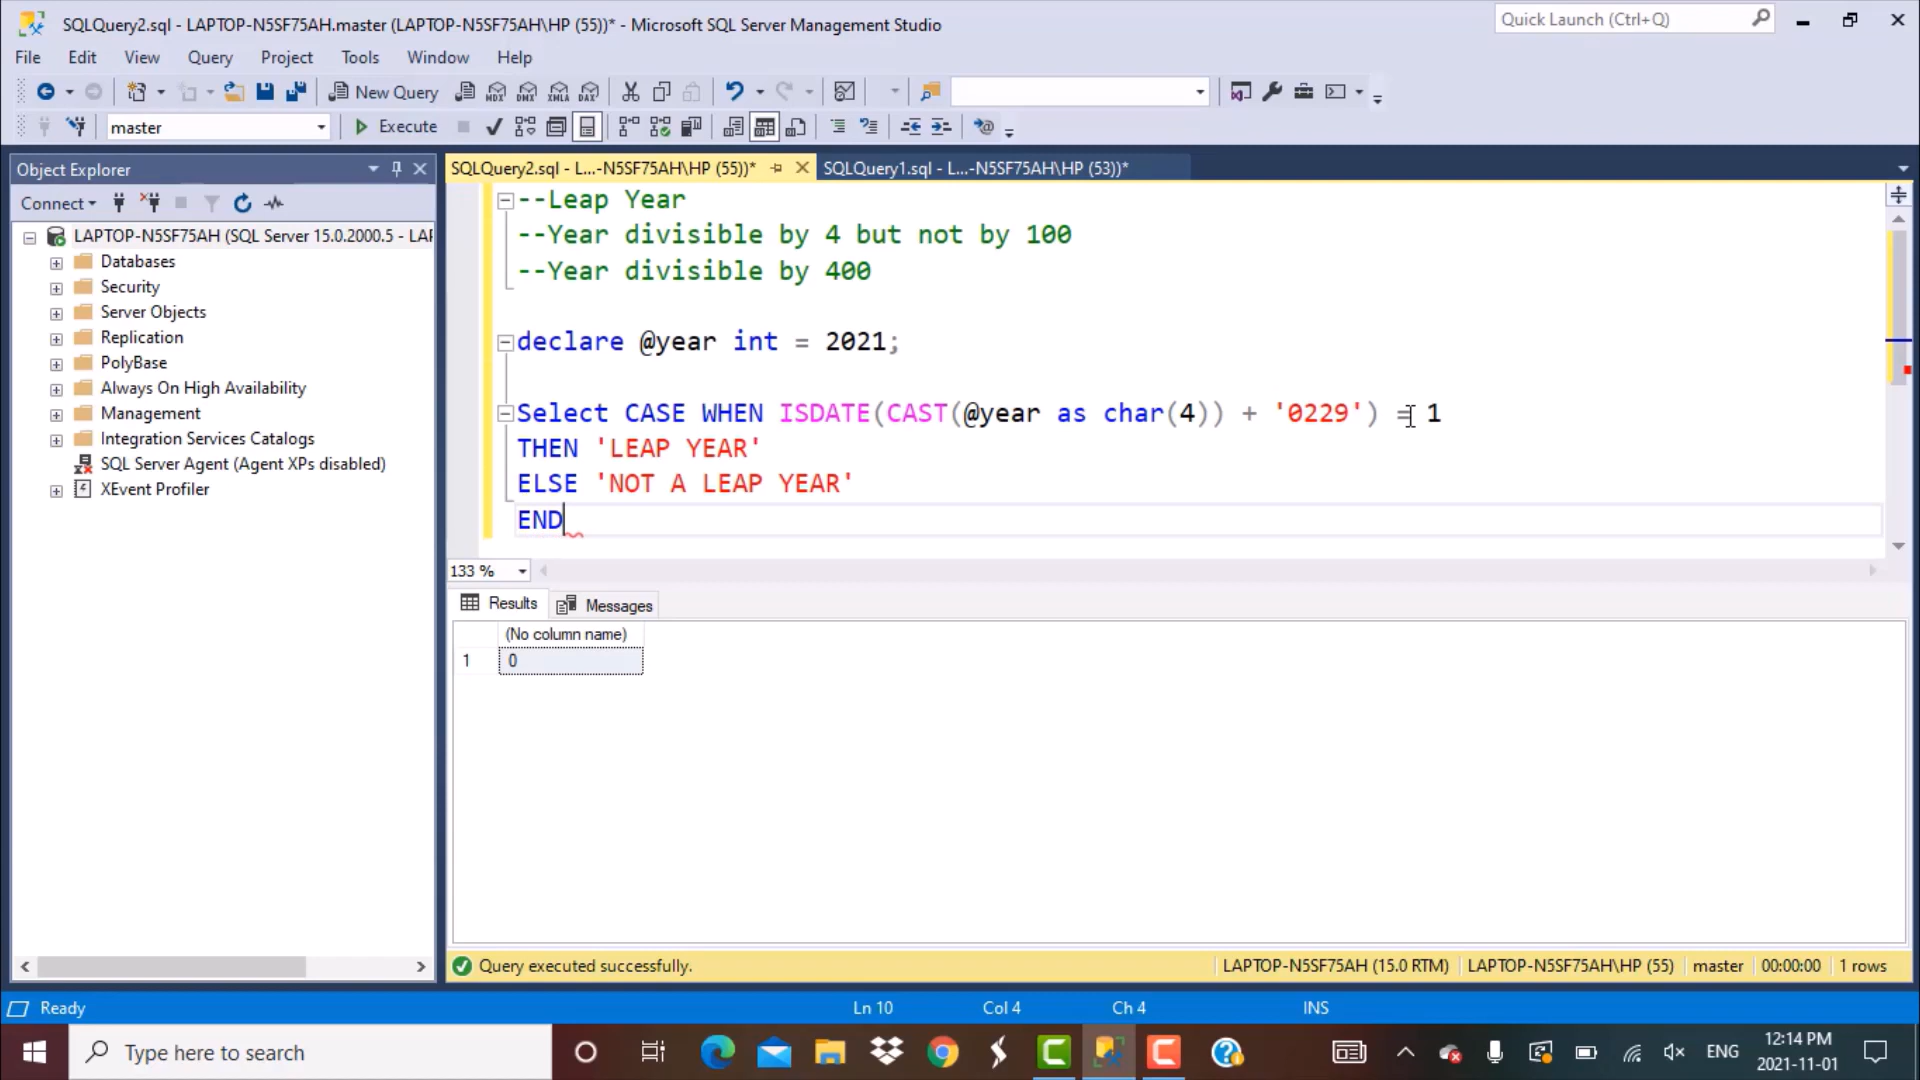 SQLQuery2.sql - LAPTOP-N5SF75AH.master (LAPTOP-N5SF75AH\HP (55))* - Microsoft SQL Server Management Studio
Quick Launch (Ctrl+Q)
File Edit View Query Project Tools Window Help
New Query
MDX DMX XMLA DAX
master
Execute
Object Explorer
SQLQuery2.sql - L...-N5SF75AH\HP (55))*
SQLQuery1.sql - L...-N5SF75AH\HP (53))*
Connect
LAPTOP-N5SF75AH (SQL Server 15.0.2000.5 - LAP
Databases
Security
Server Objects
Replication
PolyBase
Always On High Availability
Management
Integration Services Catalogs
SQL Server Agent (Agent XPs disabled)
XEvent Profiler
--Leap Year
--Year divisible by 4 but not by 100
--Year divisible by 400
declare @year int = 2021;
Select CASE WHEN ISDATE(CAST(@year as char(4)) + '0229') = 1
THEN 'LEAP YEAR'
ELSE 'NOT A LEAP YEAR'
END
133 %
Results
Messages
(No column name)
1 0
Query executed successfully.
LAPTOP-N5SF75AH (15.0 RTM) LAPTOP-N5SF75AH\HP (55) master 00:00:00 1 rows
Ready
Ln 10 Col 4 Ch 4 INS
Type here to search
ENG
12:14 PM
2021-11-01